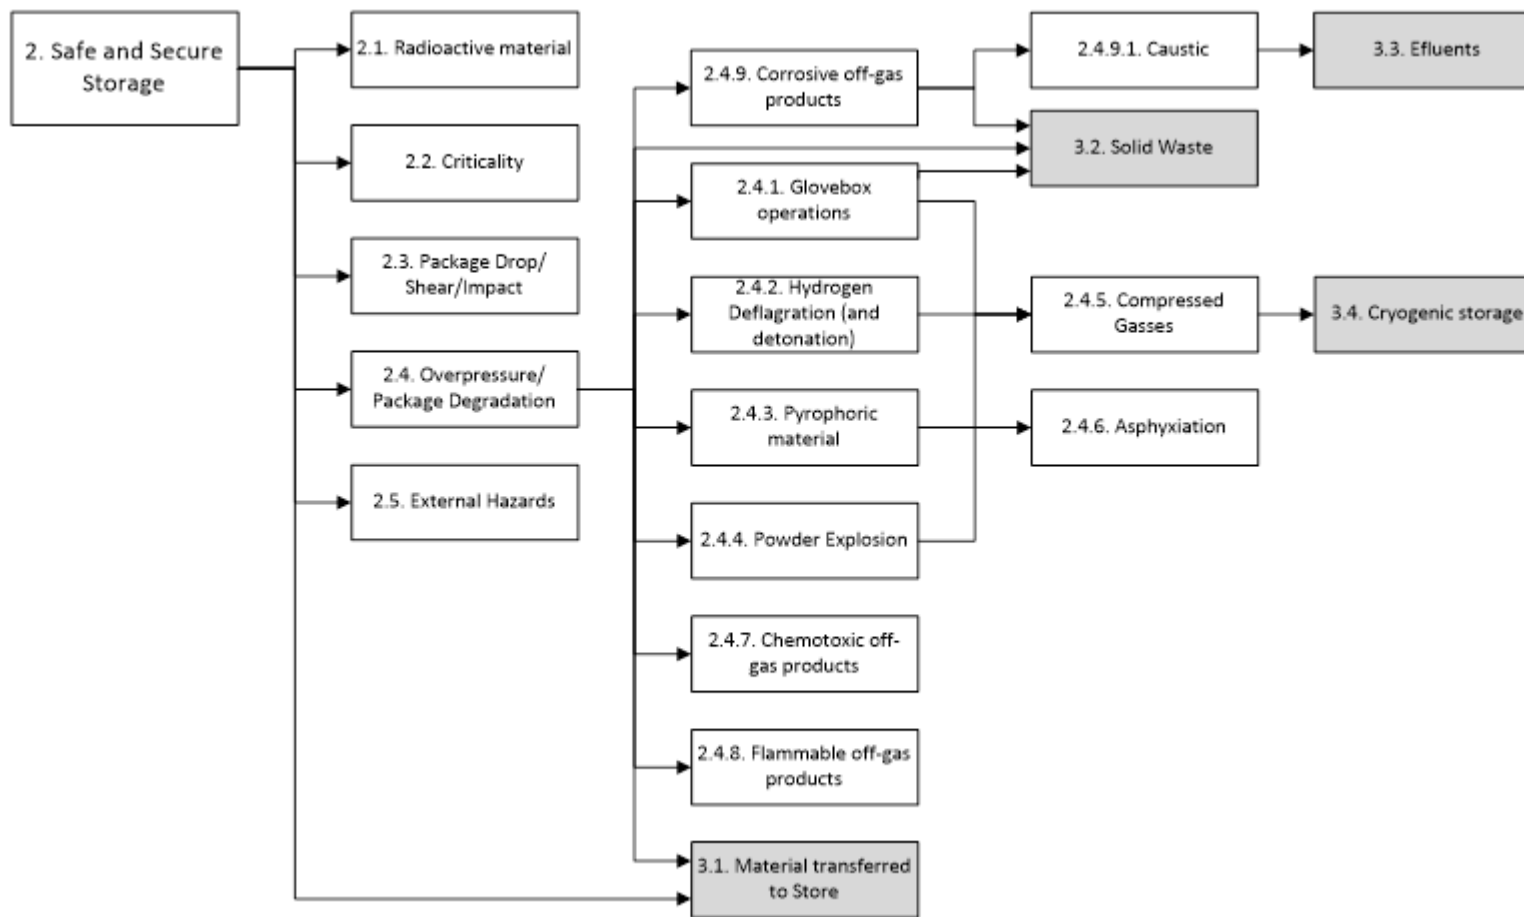 2. Safe and Secure
Storage
2.1. Radioactive material
2.2. Criticality
2.3. Package Drop/
Shear/Impact
2.4. Overpressure/
Package Degradation
2.5. External Hazards
2.4.9. Corrosive off-gas
products
2.4.1. Glovebox
operations
2.4.2. Hydrogen
Deflagration (and
detonation)
2.4.3. Pyrophoric
material
2.4.4. Powder Explosion
2.4.7. Chemotoxic off-
gas products
2.4.8. Flammable off-gas
products
3.1. Material transferred
to Store
2.4.9.1. Caustic
3.2. Solid Waste
2.4.5. Compressed
Gasses
2.4.6. Asphyxiation
3.3. Efluents
3.4. Cryogenic storage